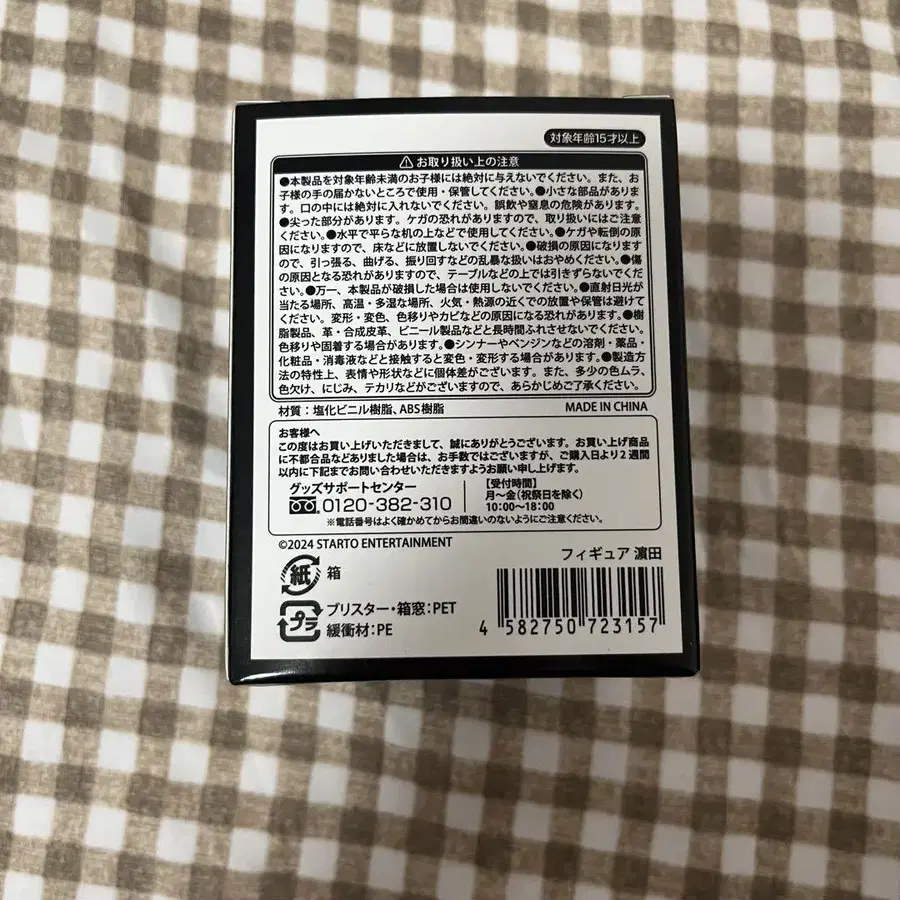 対象年齢15才以上
⚠お取り扱い上の注意
●本製品を対象年齢未満のお子様には絶対に与えないでください。また、お
子様の手の届かないところで使用・保管してください。●小さな部品がありま
す。口の中には絶対に入れないでください。誤飲や窒息の危険があります。
●尖った部分があります。ケガの恐れがありますので、取り扱いにはご注意
ください。●水平で平らな机の上などで使用してください。●ケガや転倒の原
因になりますので、床などに放置しないでください。●破損の原因になります
ので、引っ張る、曲げる、振り回すなどの乱暴な扱いはおやめください。●傷
の原因となる恐れがありますので、テーブルなどの上では引きずらないでくだ
さい。●万一、本製品が破損した場合は使用しないでください。●直射日光が
当たる場所、高温・多湿な場所、火気・熱源の近くでの放置や保管は避けて
ください。変形・変色、色移りやカビなどの原因になる恐れがあります。●樹
脂製品、革・合成皮革、ビニール製品などと長時間ふれさせないでください。
色移りや固着する場合があります。●シンナーやベンジンなどの溶剤・薬品・
化粧品・消毒液などと接触すると変色・変形する場合があります。●製造方
法の特性上、表情や形状などに個体差がございます。また、多少の色ムラ、
色欠け、にじみ、テカリなどがございますので、あらかじめご了承ください。
材質：塩化ビニル樹脂、ABS樹脂 MADE IN CHINA
お客様へ
この度はお買い上げいただきまして、誠にありがとうございます。お買い上げ商品
に不都合品などありました場合は、お手数ではございますが、ご購入日より2週間
以内に下記までお問い合わせいただきますようお願い申し上げます。
グッズサポートセンター
0120-382-310
【受付時間】
月〜金(祝祭日を除く)
10:00〜18:00
※電話番号はよく確かめてからお間違いのないようにご注意ください。
©2024 STARTO ENTERTAINMENT
フィギュア 濵田
紙 箱
プラ ブリスター・箱窓：PET
緩衝材：PE
4 582750 723157